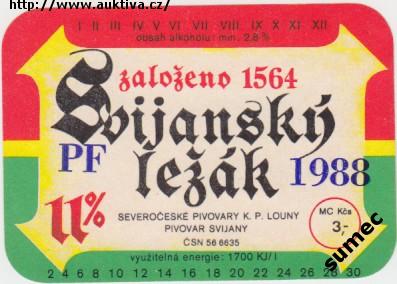 http://www.auktiva.cz/
I II III IV V VI VII VIII IX X XI XII
obsah alkoholu: min. 2,8 %
založeno 1564
Svijanský
PF ležák 1988
11%
SEVEROČESKÉ PIVOVARY K. P. LOUNY
PIVOVAR SVIJANY
ČSN 56 6635
MC Kčs
3,-
využitelná energie: 1700 KJ/l
2 4 6 8 10 12 14 16 18 20 22 24 26 28 30
sumec